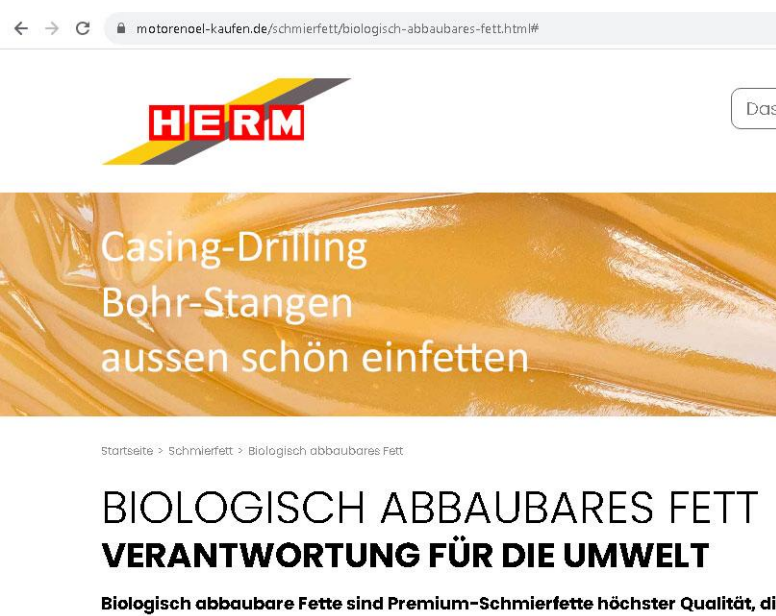 motorenoel-kaufen.de/schmierfett/biologisch-abbaubares-fett.html#
HERM
Das
Casing-Drilling
Bohr-Stangen
aussen schön einfetten
Startseite > Schmierfett > Biologisch abbaubares Fett
BIOLOGISCH ABBAUBARES FETT
VERANTWORTUNG FÜR DIE UMWELT
Biologisch abbaubare Fette sind Premium-Schmierfette höchster Qualität, di